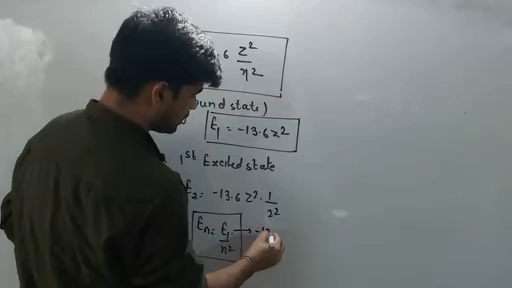 6 Z²/n²
ound state)
E₁ = -13.6 Z²
1st Excited state
E₂ = -13.6 Z² · 1/2²
Eₙ = E₁/n² →